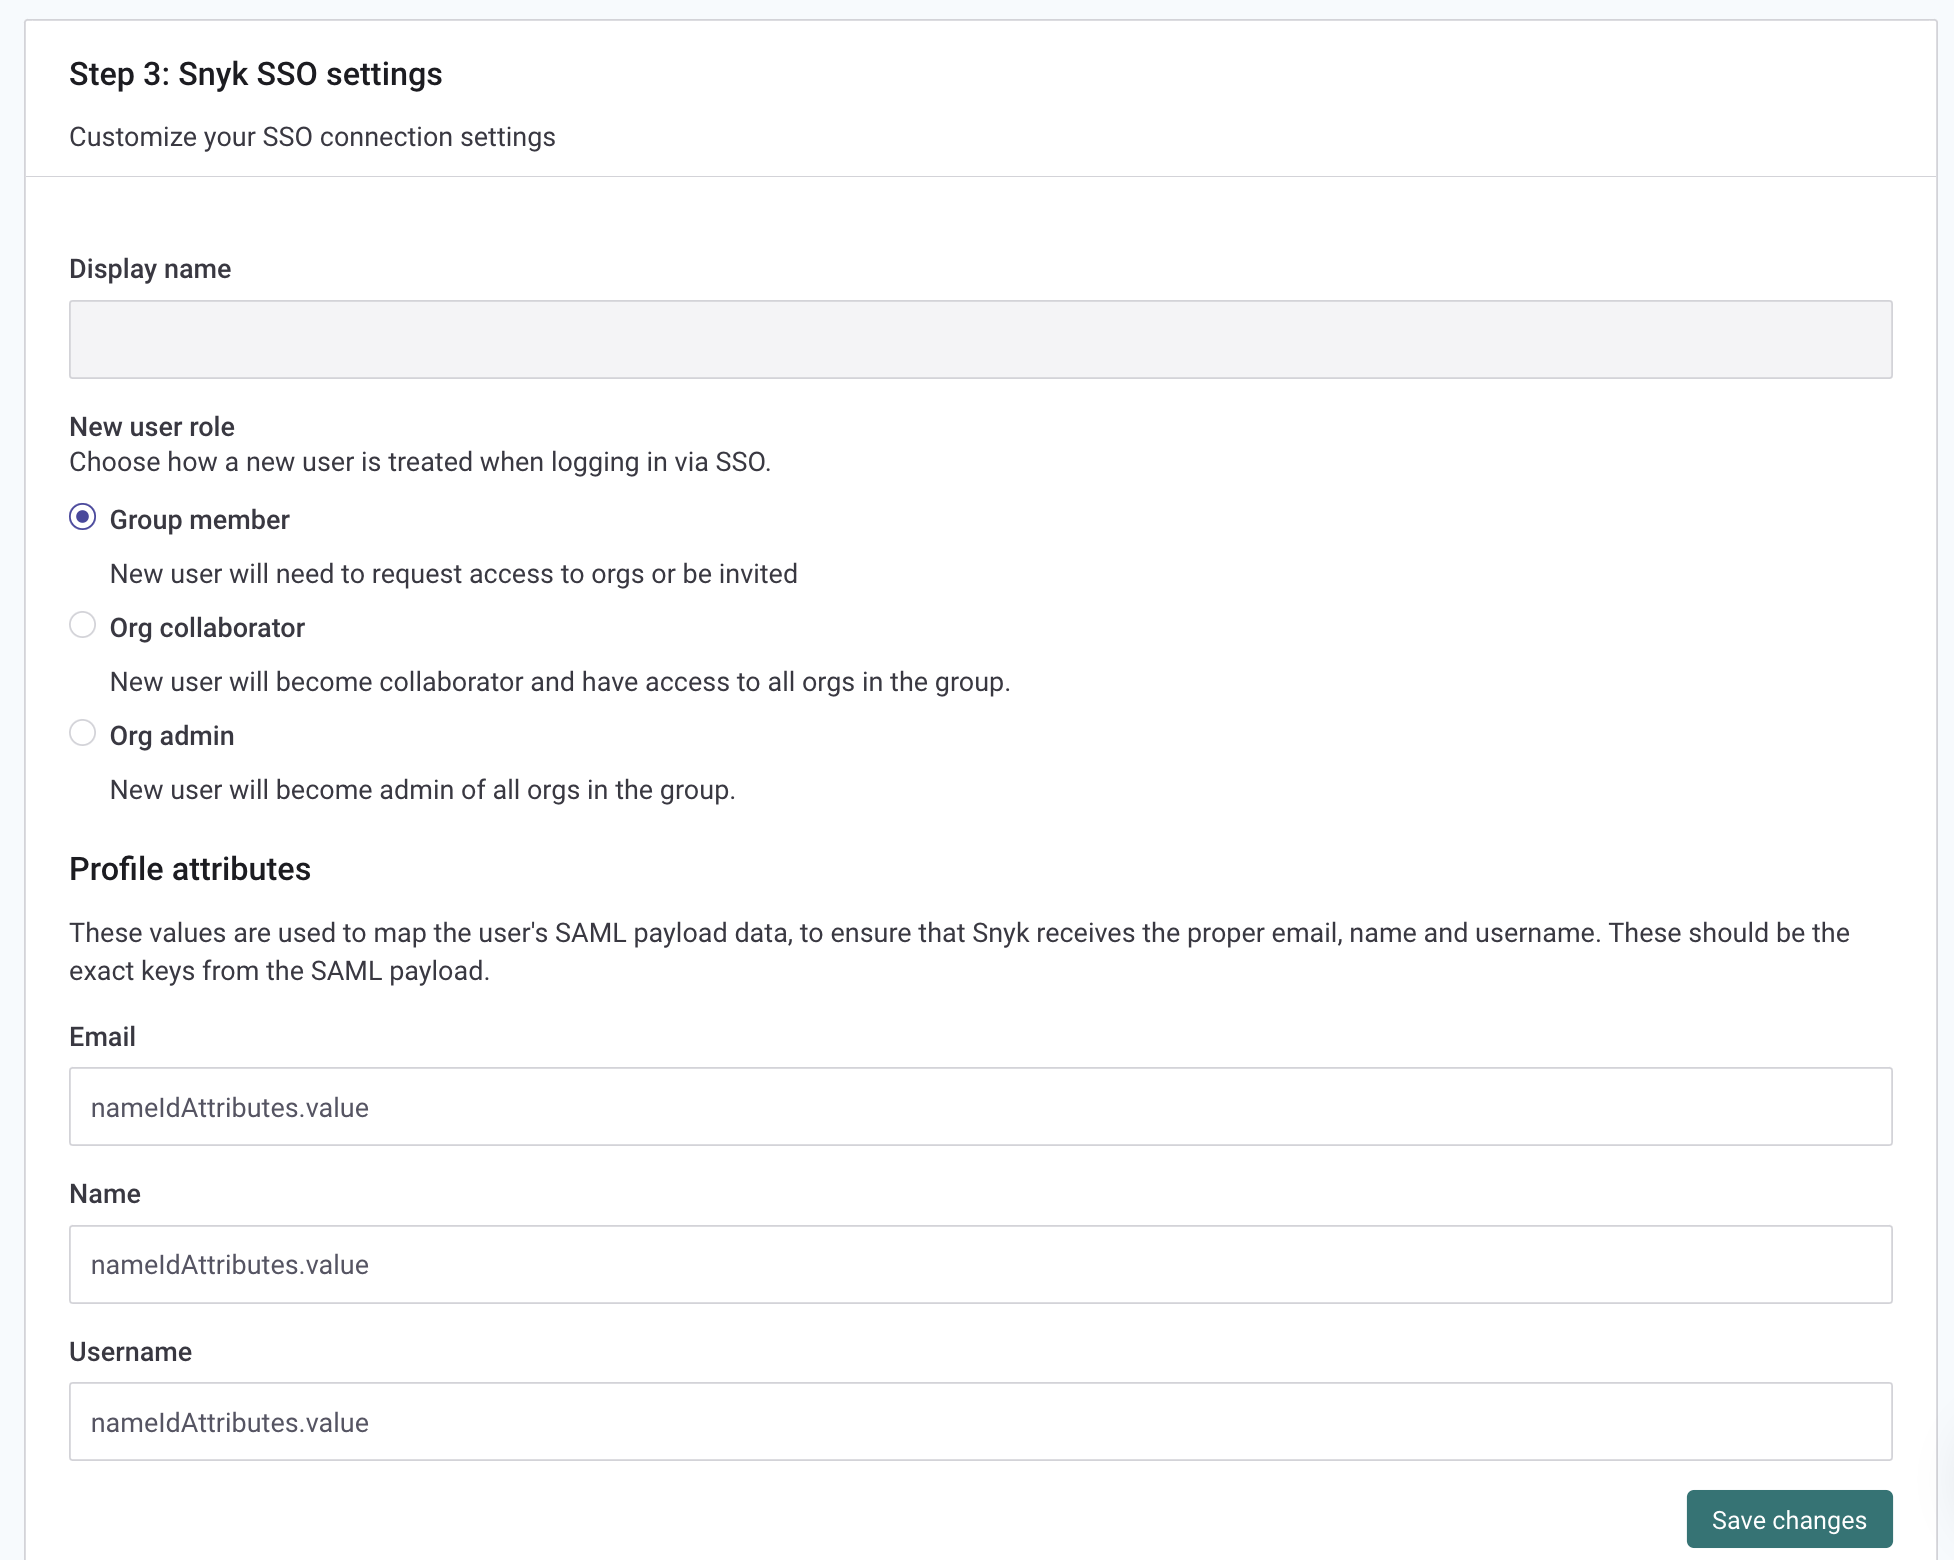 Step 3: Snyk SSO settings
Customize your SSO connection settings
Display name
New user role
Choose how a new user is treated when logging in via SSO.
Group member
New user will need to request access to orgs or be invited
Org collaborator
New user will become collaborator and have access to all orgs in the group.
Org admin
New user will become admin of all orgs in the group.
Profile attributes
These values are used to map the user's SAML payload data, to ensure that Snyk receives the proper email, name and username. These should be the
exact keys from the SAML payload.
Email
nameIdAttributes.value
Name
nameIdAttributes.value
Username
nameIdAttributes.value
Save changes